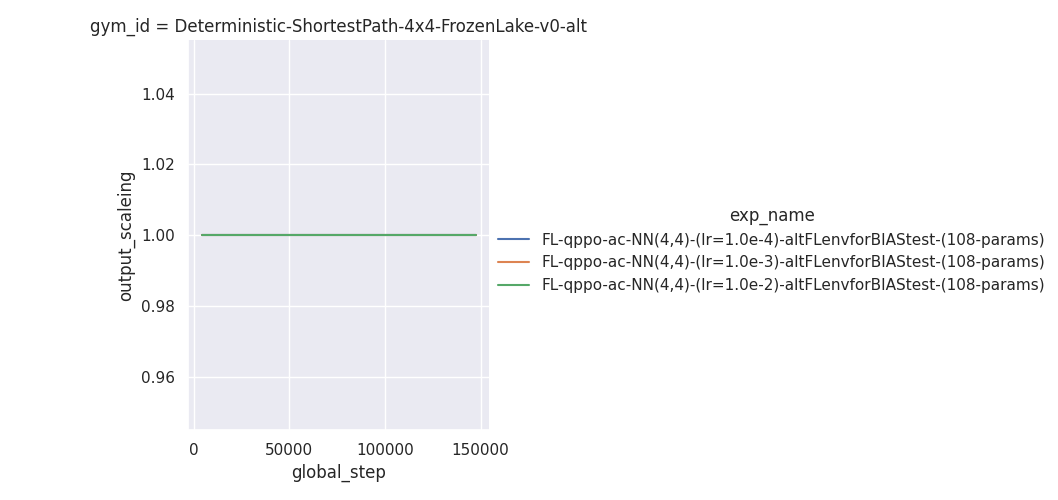 gym_id = Deterministic-ShortestPath-4x4-FrozenLake-v0-alt
1.04
1.02
1.00
0.98
0.96
output_scaleing
0 50000 100000 150000
global_step
exp_name
FL-qppo-ac-NN(4,4)-(lr=1.0e-4)-altFLenvforBIAStest-(108-params)
FL-qppo-ac-NN(4,4)-(lr=1.0e-3)-altFLenvforBIAStest-(108-params)
FL-qppo-ac-NN(4,4)-(lr=1.0e-2)-altFLenvforBIAStest-(108-params)